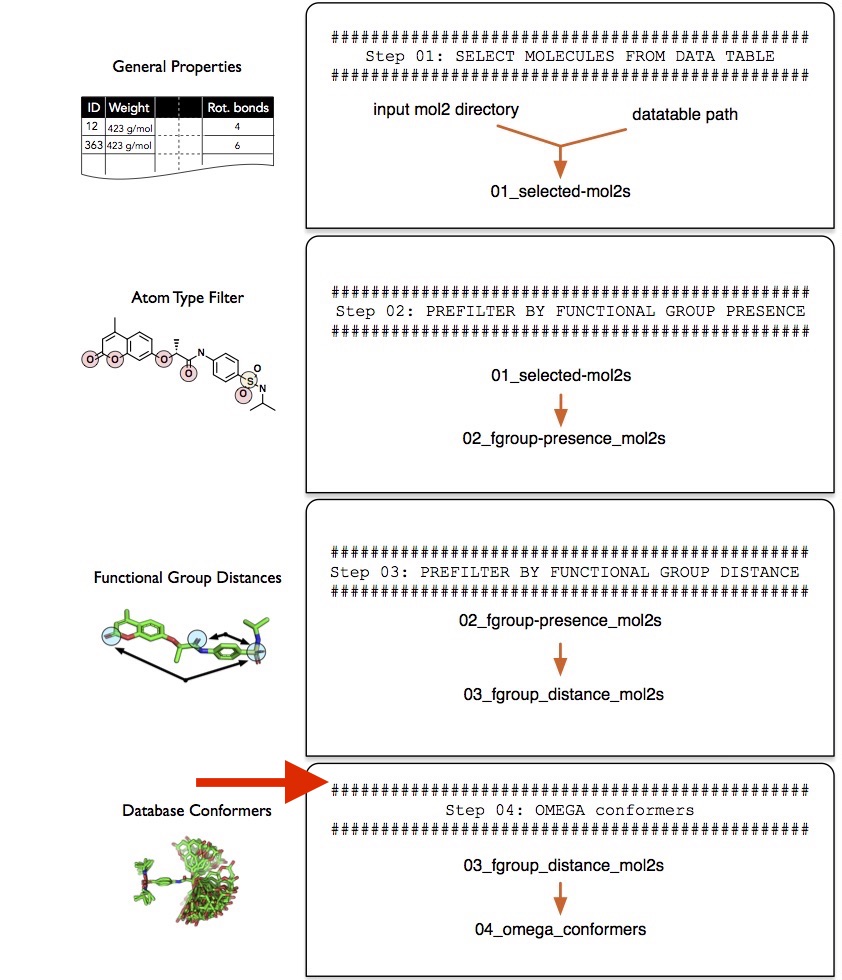 General Properties
ID Weight Rot. bonds
12 423 g/mol 4
363 423 g/mol 6
################################################
Step 01: SELECT MOLECULES FROM DATA TABLE
################################################
input mol2 directory
datatable path
01_selected-mol2s
Atom Type Filter
O O O O N S O O N
################################################
Step 02: PREFILTER BY FUNCTIONAL GROUP PRESENCE
################################################
01_selected-mol2s
02_fgroup-presence_mol2s
Functional Group Distances
################################################
Step 03: PREFILTER BY FUNCTIONAL GROUP DISTANCE
################################################
02_fgroup-presence_mol2s
03_fgroup_distance_mol2s
Database Conformers
################################################
Step 04: OMEGA conformers
################################################
03_fgroup_distance_mol2s
04_omega_conformers